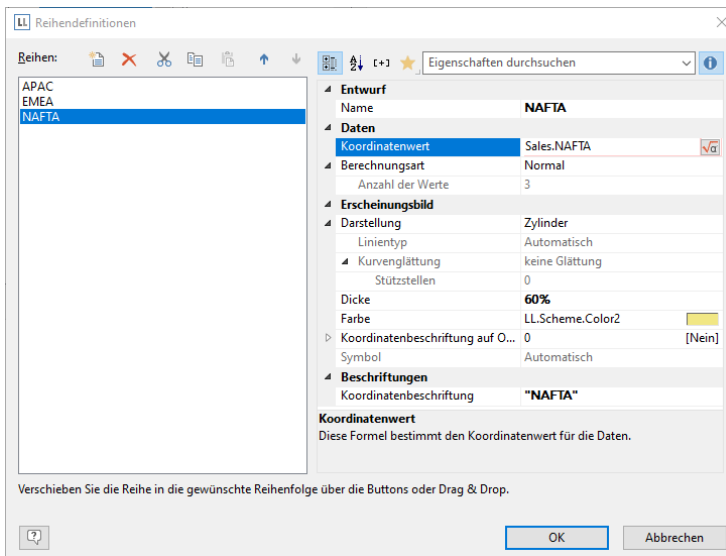 LL Reihendefinitionen
Reihen:
Eigenschaften durchsuchen
APAC
EMEA
NAFTA
Entwurf
Name NAFTA
Daten
Koordinatenwert Sales.NAFTA
Berechnungsart Normal
Anzahl der Werte 3
Erscheinungsbild
Darstellung Zylinder
Linientyp Automatisch
Kurvenglättung keine Glättung
Stützstellen 0
Dicke 60%
Farbe LL.Scheme.Color2
Koordinatenbeschriftung auf O... 0 [Nein]
Symbol Automatisch
Beschriftungen
Koordinatenbeschriftung "NAFTA"
Koordinatenwert
Diese Formel bestimmt den Koordinatenwert für die Daten.
Verschieben Sie die Reihe in die gewünschte Reihenfolge über die Buttons oder Drag & Drop.
OK Abbrechen